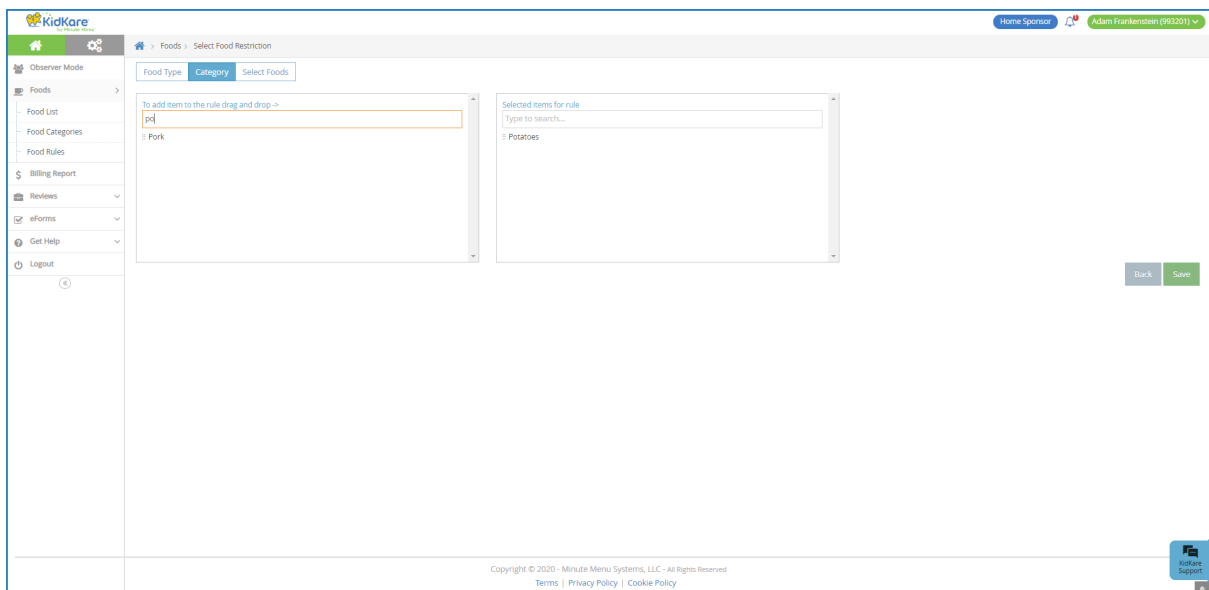 KidKare
by Minute Menu
Home Sponsor
Adam Frankenstein (993201)
Foods > Select Food Restriction
Observer Mode
Foods
Food List
Food Categories
Food Rules
Billing Report
Reviews
eForms
Get Help
Logout
Food Type Category Select Foods
To add item to the rule drag and drop ->
po
Pork
Selected items for rule
Type to search...
Potatoes
Back Save
Copyright © 2020 - Minute Menu Systems, LLC - All Rights Reserved
Terms | Privacy Policy | Cookie Policy
KidKare
Support